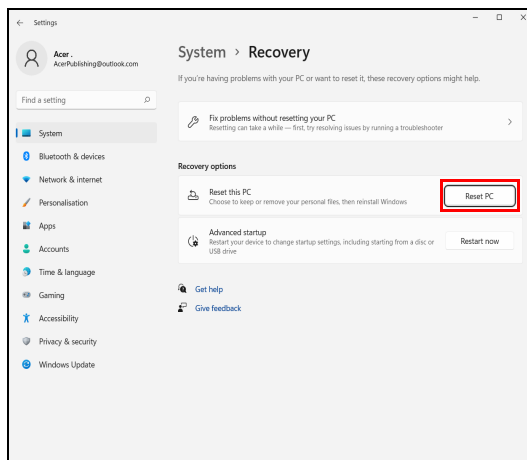 Settings
Acer .
AcerPublishing@outlook.com
Find a setting
System
Bluetooth & devices
Network & internet
Personalisation
Apps
Accounts
Time & language
Gaming
Accessibility
Privacy & security
Windows Update
System > Recovery
If you're having problems with your PC or want to reset it, these recovery options might help.
Fix problems without resetting your PC
Resetting can take a while — first, try resolving issues by running a troubleshooter
Recovery options
Reset this PC
Choose to keep or remove your personal files, then reinstall Windows
Reset PC
Advanced startup
Restart your device to change startup settings, including starting from a disc or
USB drive
Restart now
Get help
Give feedback